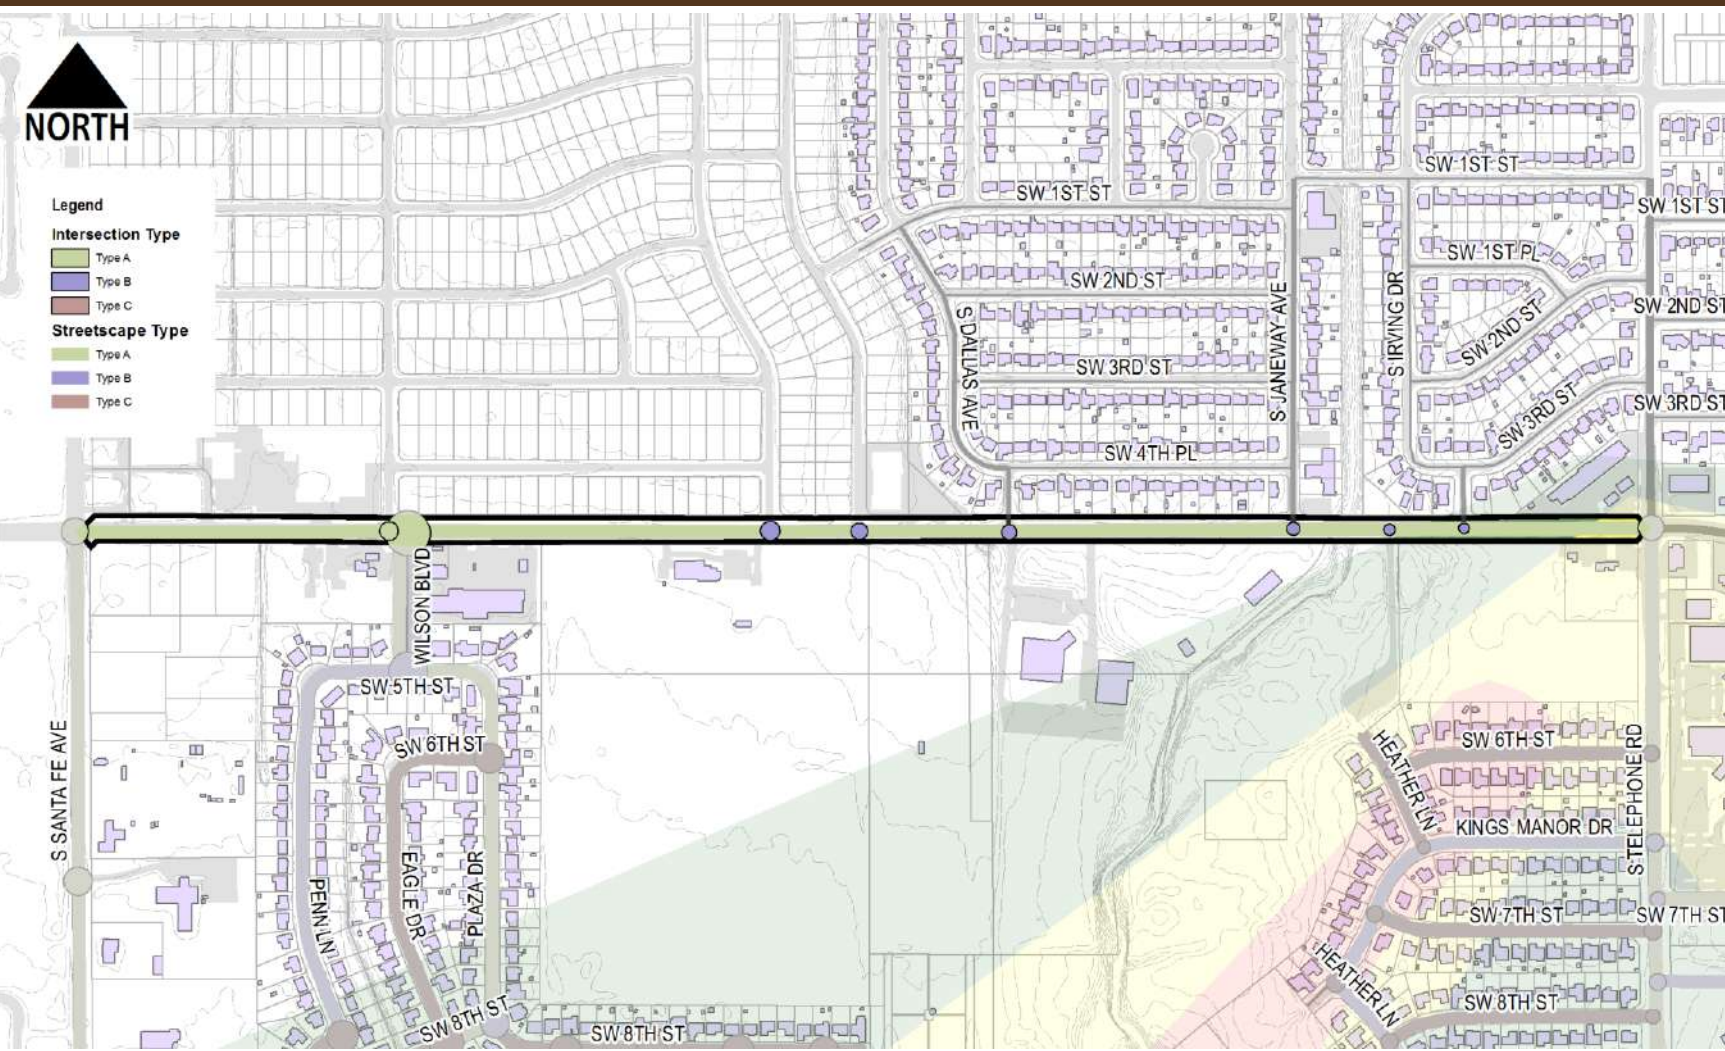 NORTH
Legend
Intersection Type
Type A
Type B
Type C
Streetscape Type
Type A
Type B
Type C
SW 1ST ST
SW 1ST ST
SW 1ST ST
SW 1ST PL
SW 2ND ST
SW 2ND ST
SW 2ND ST
S DALLAS AVE
S JANEWAY AVE
S IRVING DR
SW 3RD ST
SW 3RD ST
SW 3RD ST
SW 4TH PL
WILSON BLVD
SW 5TH ST
S SANTA FE AVE
SW 6TH ST
SW 6TH ST
HEATHER LN
S TELEPHONE RD
KINGS MANOR DR
PENN LN
EAGLE DR
PLAZA DR
SW 7TH ST
SW 7TH ST
HEATHER LN
SW 8TH ST
SW 8TH ST
SW 8TH ST